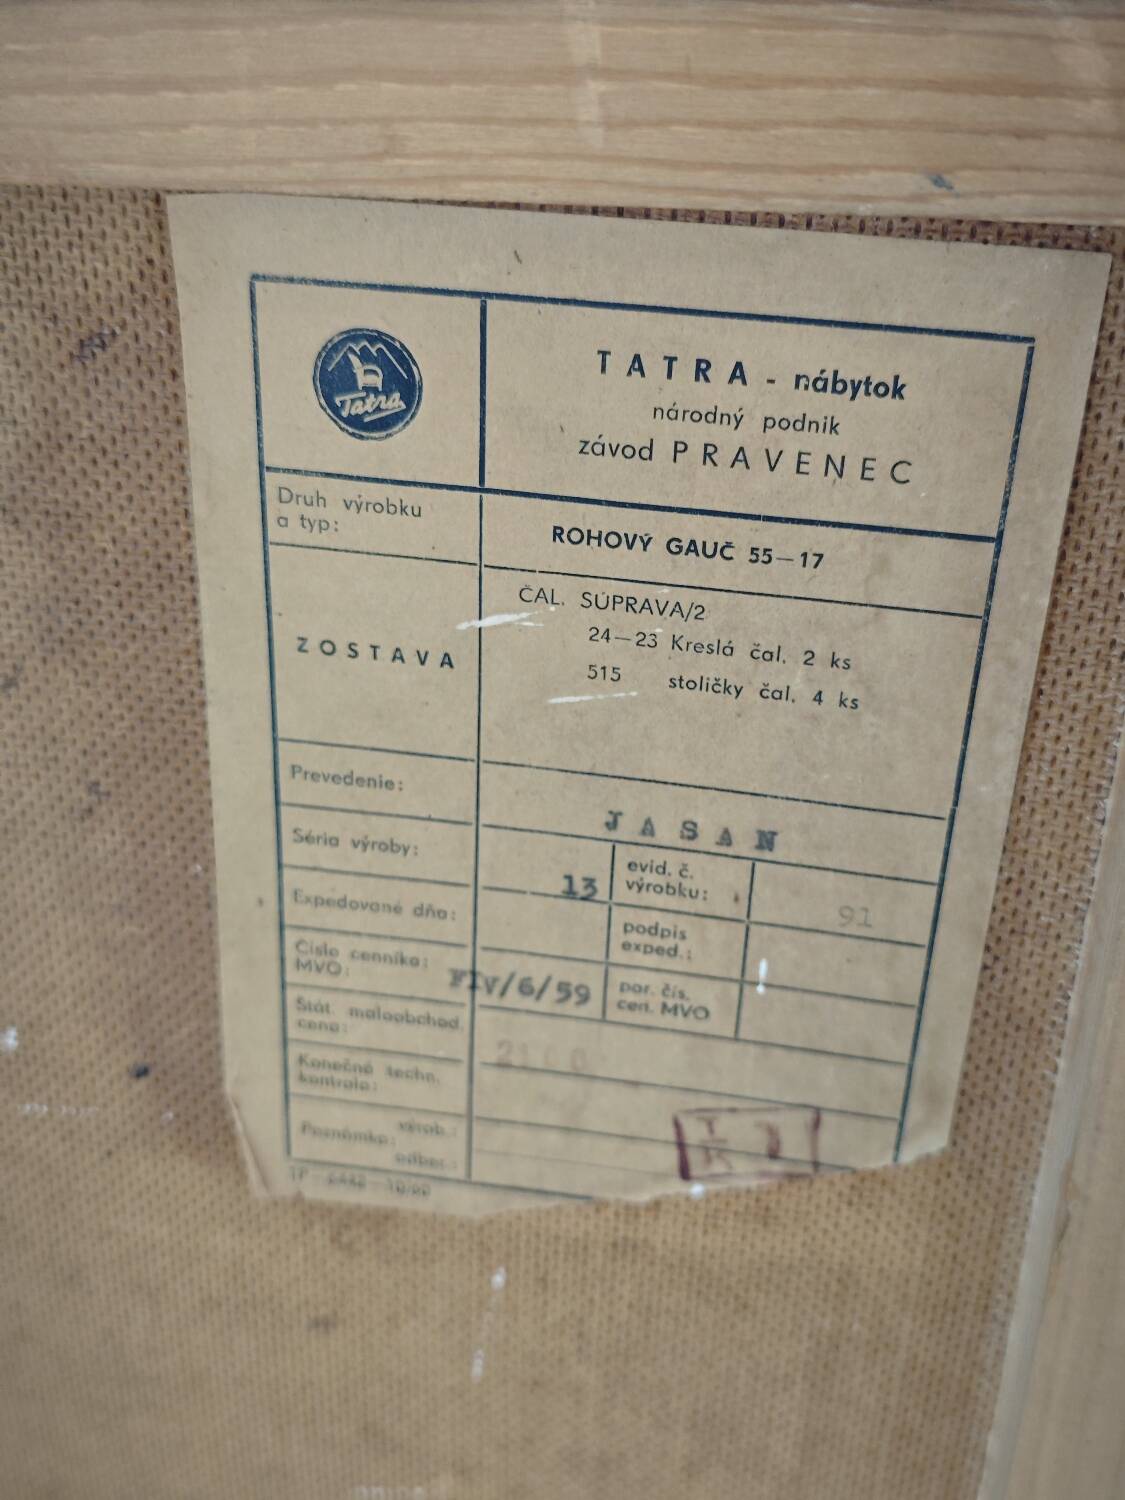 Tatra
TATRA - nábytok
národný podnik
závod PRAVENEC
Druh výrobku
a typ:
ROHOVÝ GAUČ 55—17
ZOSTAVA
ČAL. SÚPRAVA/2
24—23 Kreslá čal. 2 ks
515 stoličky čal. 4 ks
Prevedenie:
JASAN
Séria výroby:
13
evid. č.
výrobku:
91
Expedované dňa:
podpis
exped.:
Číslo cenníka:
MVO:
FIV/6/59
por. čís.
cen. MVO
Štát. maloobchod.
cena:
Konečná techn.
kontrola:
výrob.:
Poznámka:
odber.: